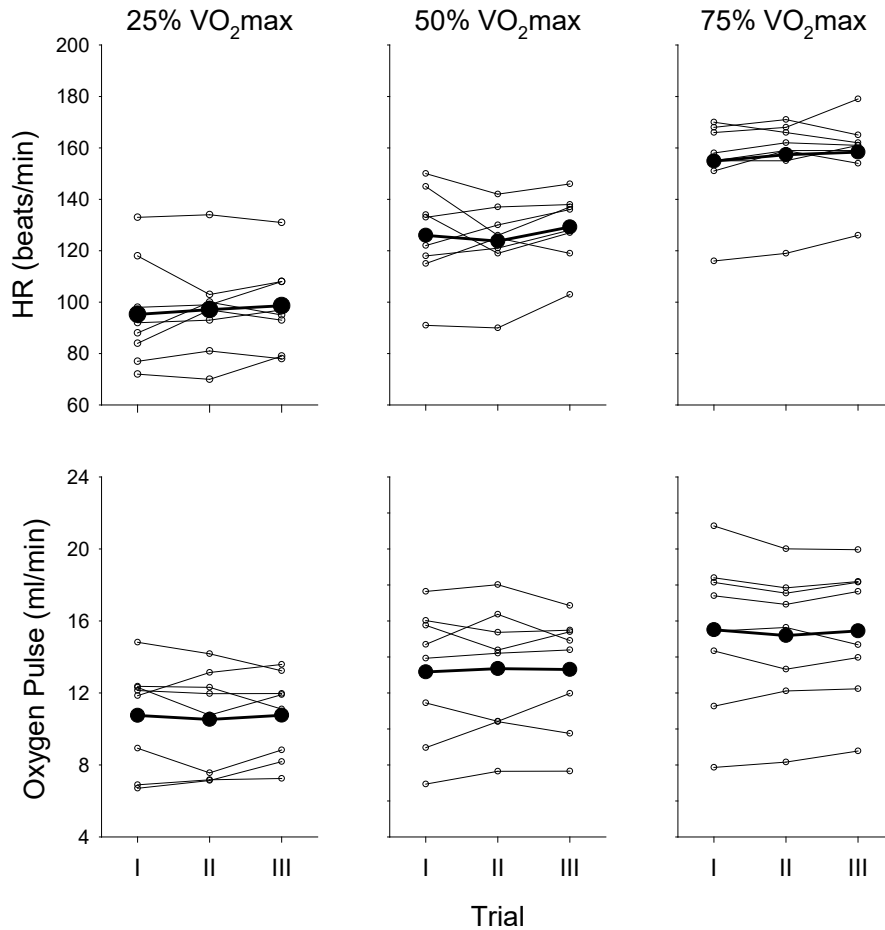 25% VO2max
50% VO2max
75% VO2max
HR (beats/min)
200
180
160
140
120
100
80
60
Oxygen Pulse (ml/min)
24
20
16
12
8
4
I II III
I II III
I II III
Trial